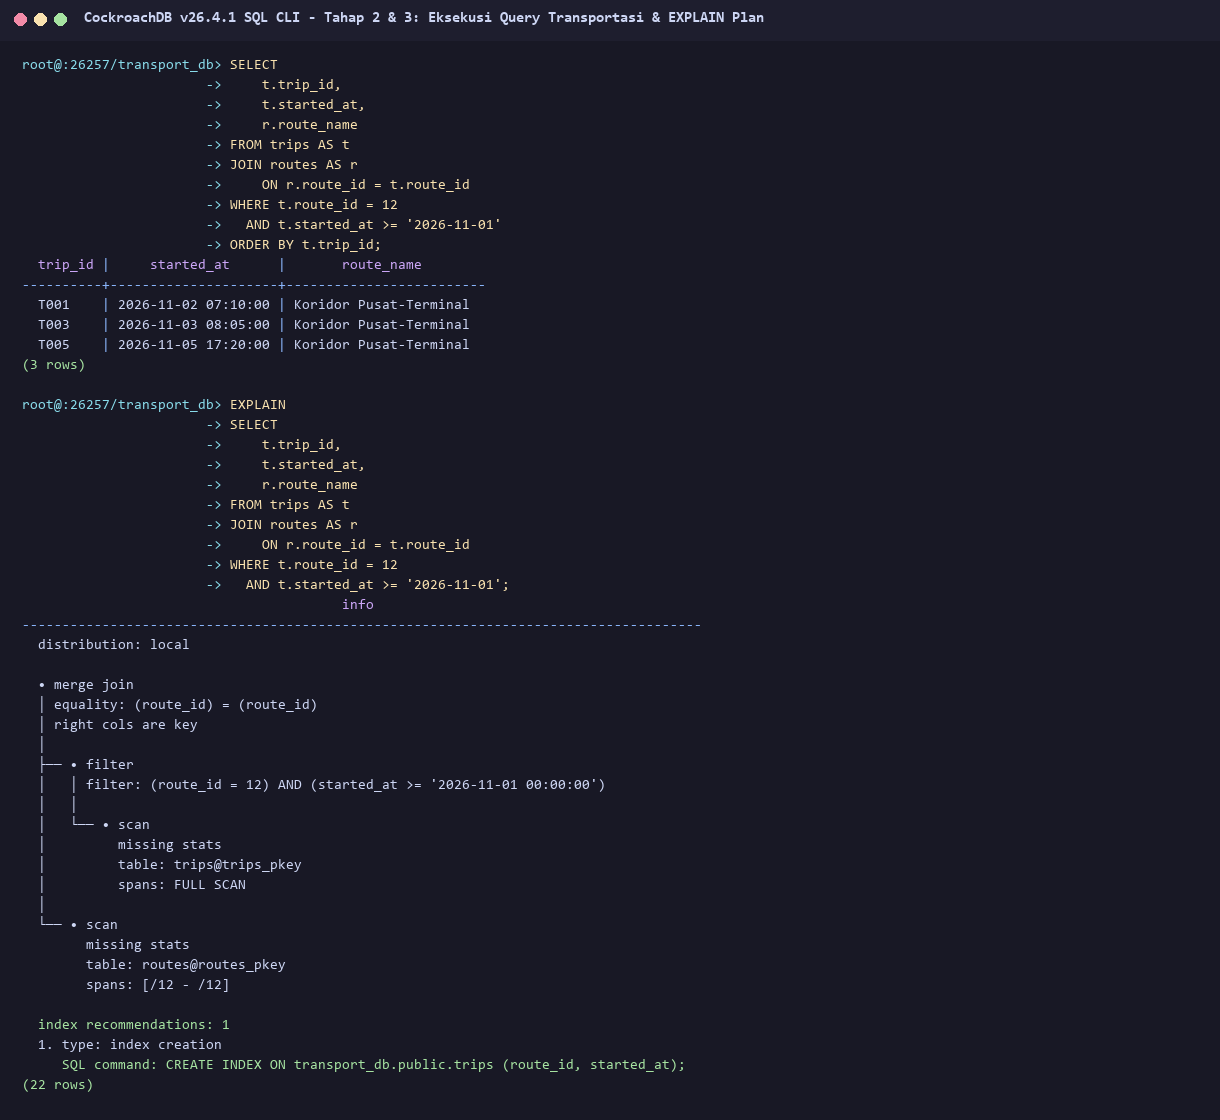 CockroachDB v26.4.1 SQL CLI - Tahap 2 & 3: Eksekusi Query Transportasi & EXPLAIN Plan
root@:26257/transport_db> SELECT
                       ->     t.trip_id,
                       ->     t.started_at,
                       ->     r.route_name
                       -> FROM trips AS t
                       -> JOIN routes AS r
                       ->     ON r.route_id = t.route_id
                       -> WHERE t.route_id = 12
                       ->   AND t.started_at >= '2026-11-01'
                       -> ORDER BY t.trip_id;
  trip_id |     started_at      |       route_name
----------+---------------------+-------------------------
  T001    | 2026-11-02 07:10:00 | Koridor Pusat-Terminal
  T003    | 2026-11-03 08:05:00 | Koridor Pusat-Terminal
  T005    | 2026-11-05 17:20:00 | Koridor Pusat-Terminal
(3 rows)
root@:26257/transport_db> EXPLAIN
                       -> SELECT
                       ->     t.trip_id,
                       ->     t.started_at,
                       ->     r.route_name
                       -> FROM trips AS t
                       -> JOIN routes AS r
                       ->     ON r.route_id = t.route_id
                       -> WHERE t.route_id = 12
                       ->   AND t.started_at >= '2026-11-01';
                                        info
-------------------------------------------------------------------------------------
  distribution: local
  • merge join
  │ equality: (route_id) = (route_id)
  │ right cols are key
  │
  ├── • filter
  │   │ filter: (route_id = 12) AND (started_at >= '2026-11-01 00:00:00')
  │   │
  │   └── • scan
  │         missing stats
  │         table: trips@trips_pkey
  │         spans: FULL SCAN
  │
  └── • scan
        missing stats
        table: routes@routes_pkey
        spans: [/12 - /12]
  index recommendations: 1
  1. type: index creation
     SQL command: CREATE INDEX ON transport_db.public.trips (route_id, started_at);
(22 rows)